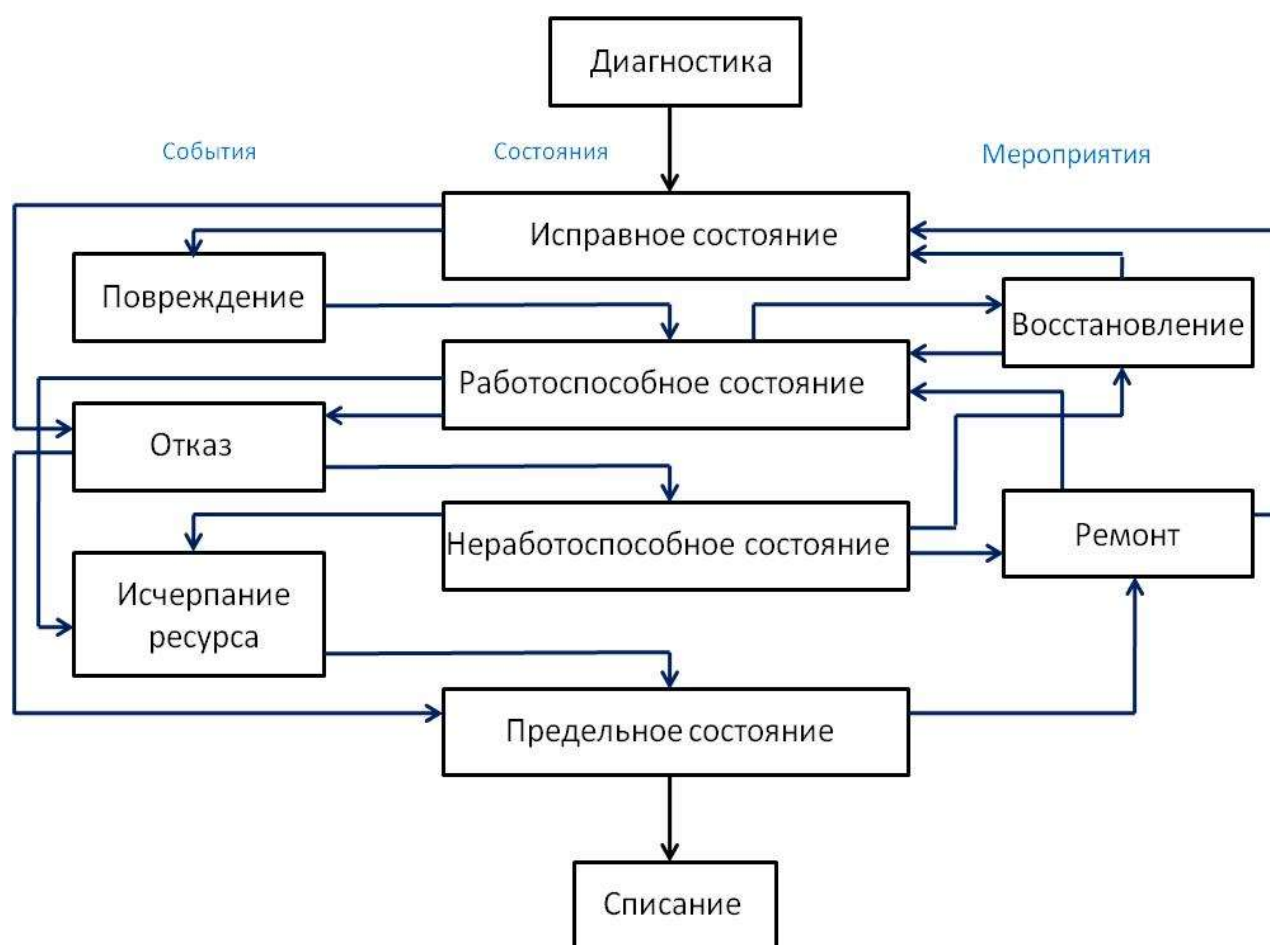 Диагностика
События
Состояния
Мероприятия
Исправное состояние
Повреждение
Восстановление
Работоспособное состояние
Отказ
Неработоспособное состояние
Ремонт
Исчерпание
ресурса
Предельное состояние
Списание